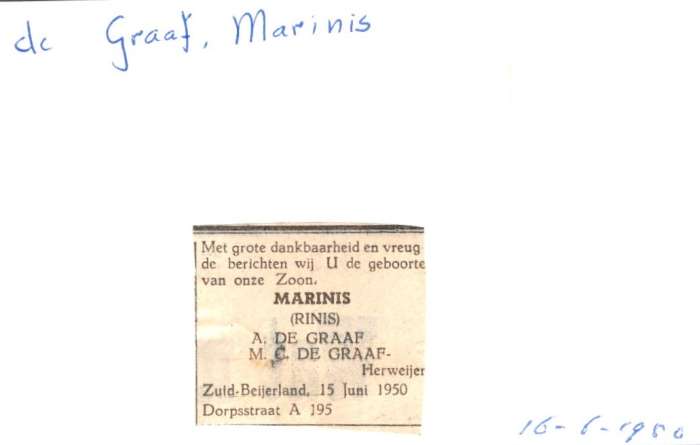 de Graaf, Marinis
Met grote dankbaarheid en vreug
de berichten wij U de geboorte
van onze Zoon.
MARINIS
(RINIS)
A. DE GRAAF
M. C. DE GRAAF-
Herweijer
Zuid-Beijerland, 15 Juni 1950
Dorpsstraat A 195
16-6-1950